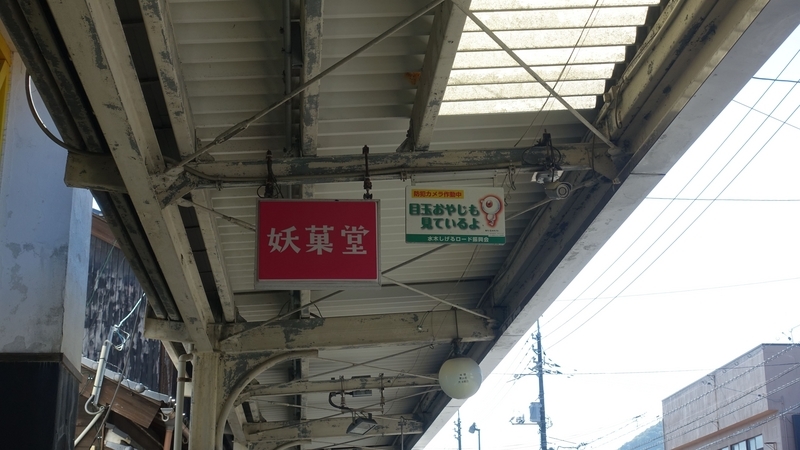 妖菓堂
防犯カメラ作動中
目玉おやじも
見ているよ
水木しげるロード振興会